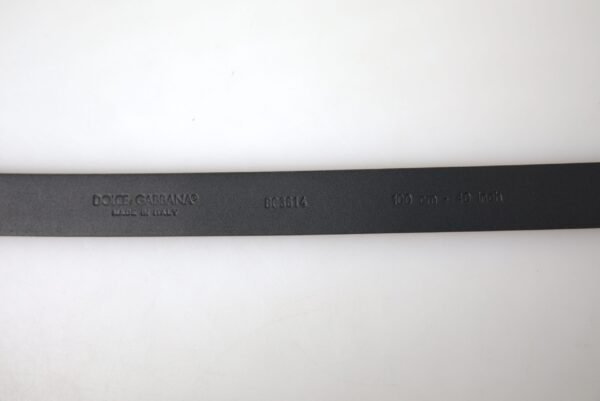 DOLCE/GABBANA® BC3614 100 cm - 40 inch
MADE IN ITALY